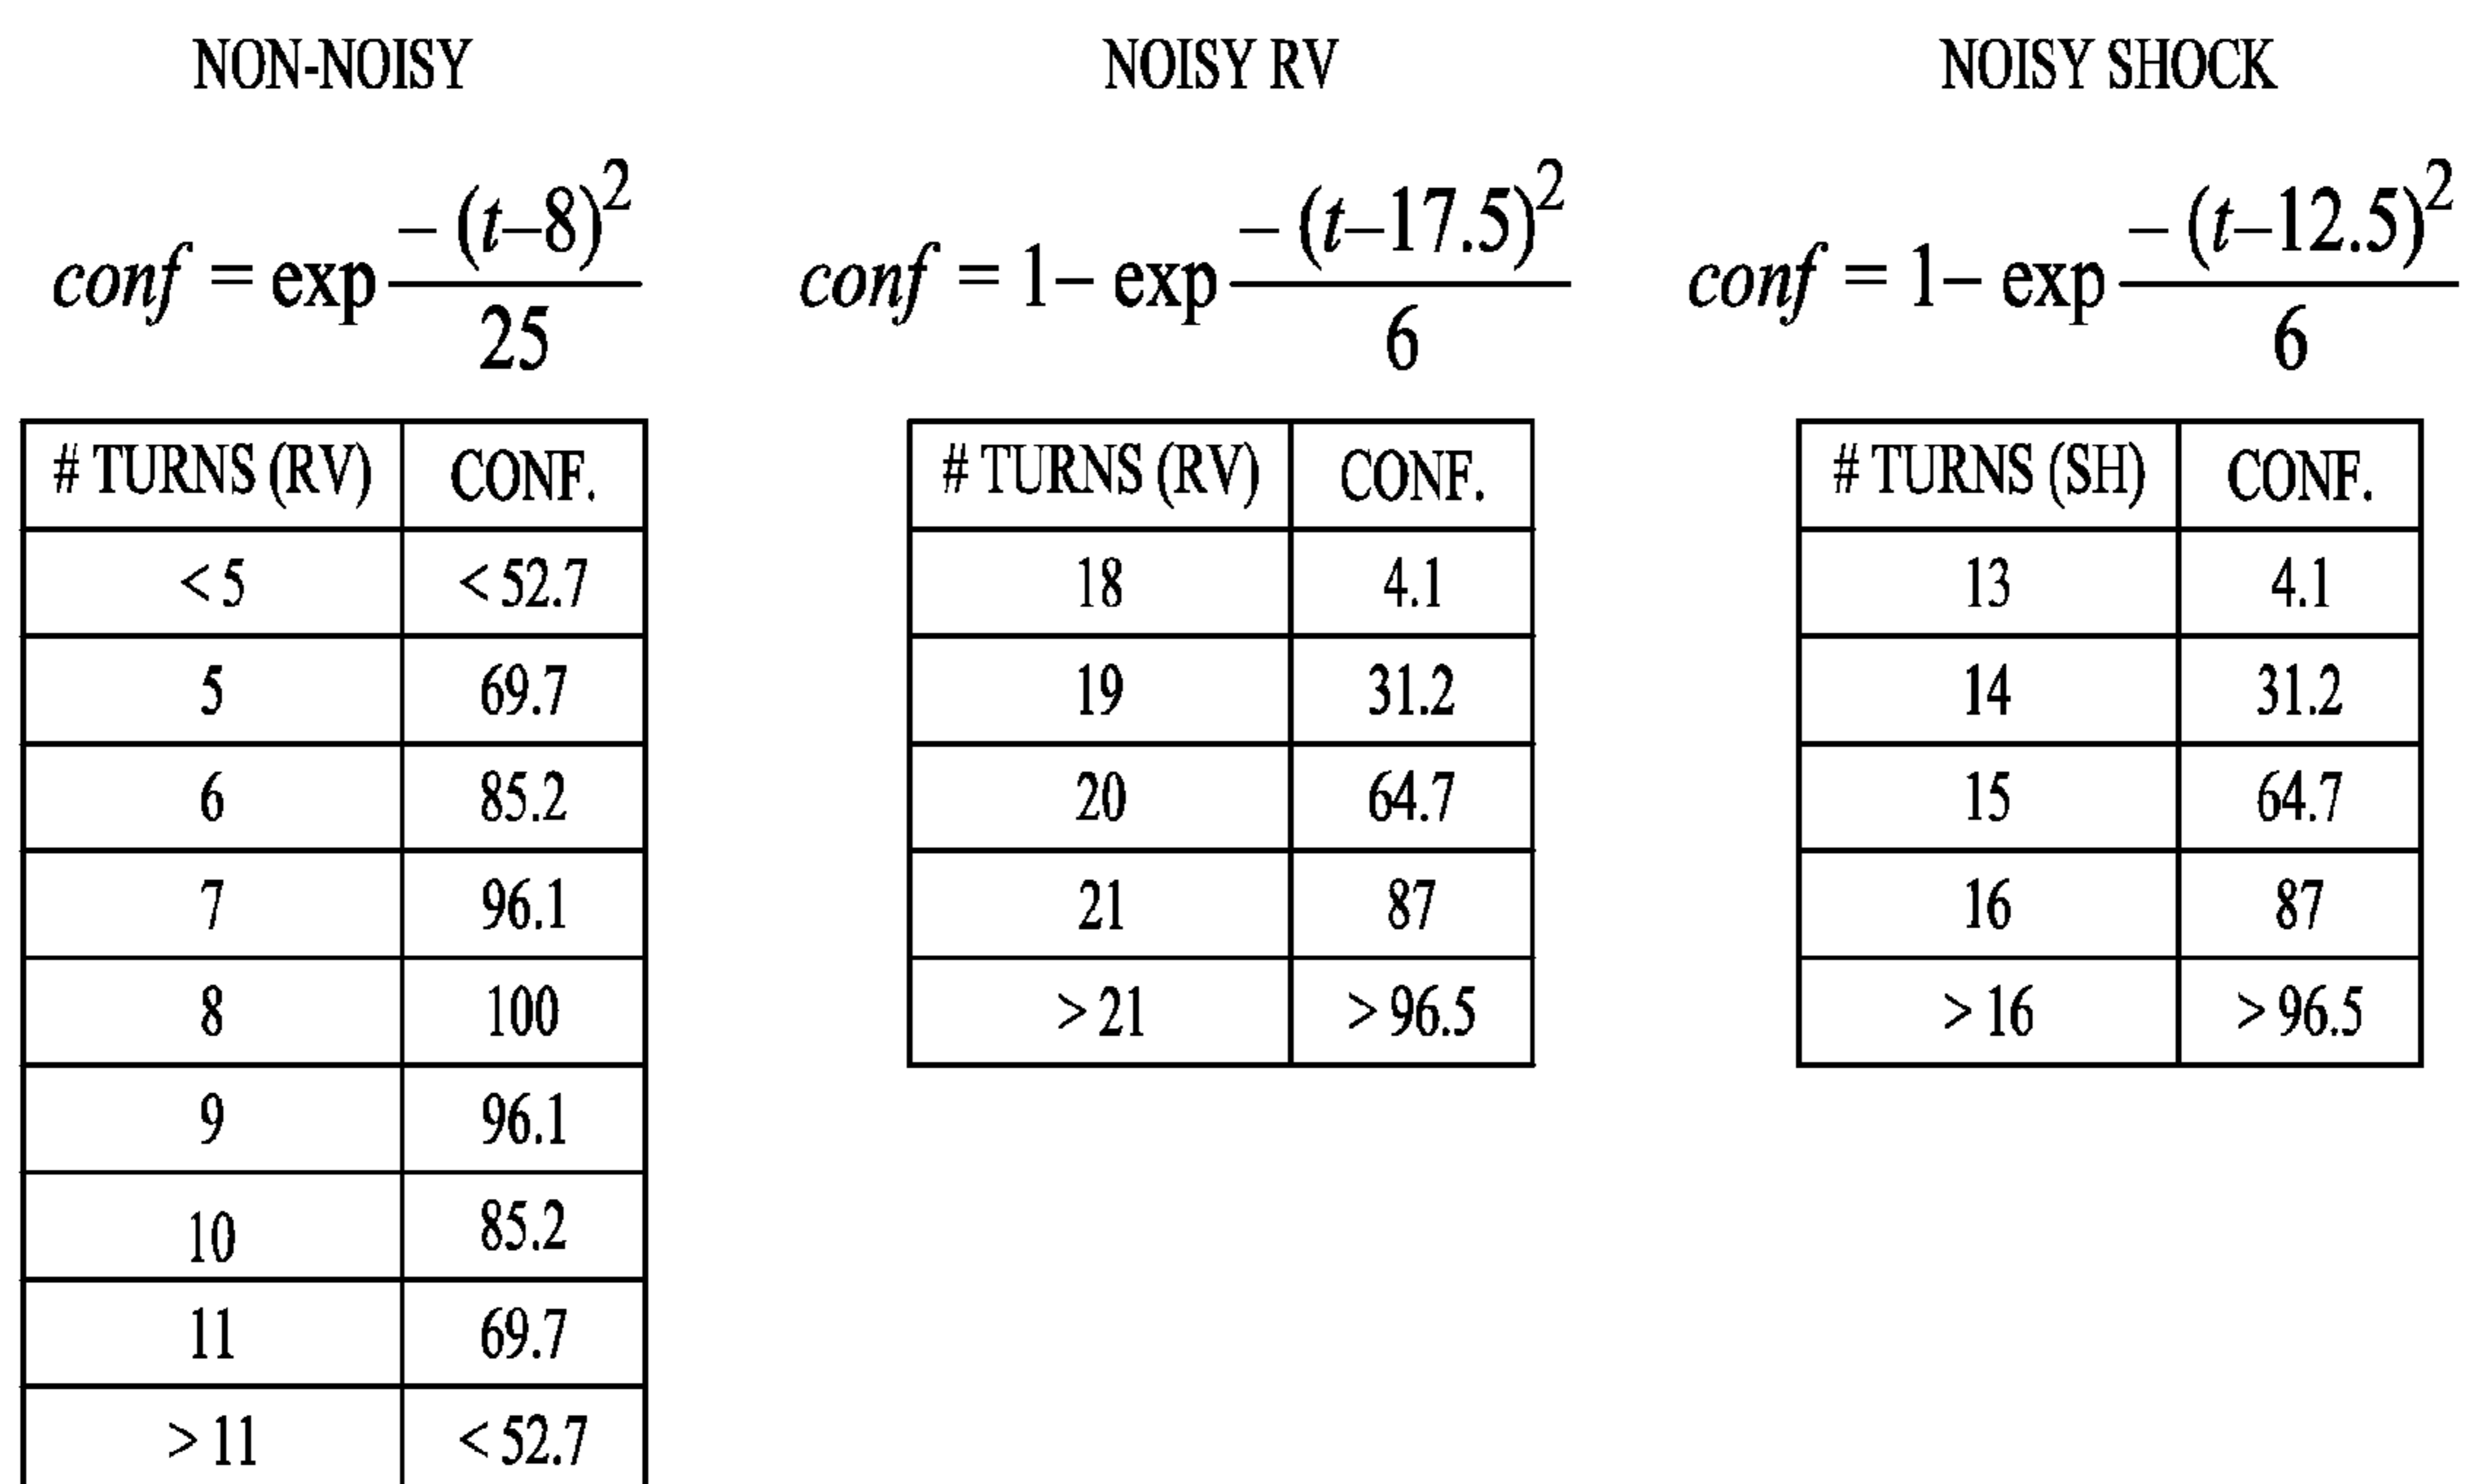 NON-NOISY
conf = exp −(t−8)² / 25
# TURNS (RV) CONF.
< 5 < 52.7
5 69.7
6 85.2
7 96.1
8 100
9 96.1
10 85.2
11 69.7
> 11 < 52.7
NOISY RV
conf = 1− exp −(t−17.5)² / 6
# TURNS (RV) CONF.
18 4.1
19 31.2
20 64.7
21 87
> 21 > 96.5
NOISY SHOCK
conf = 1− exp −(t−12.5)² / 6
# TURNS (SH) CONF.
13 4.1
14 31.2
15 64.7
16 87
> 16 > 96.5